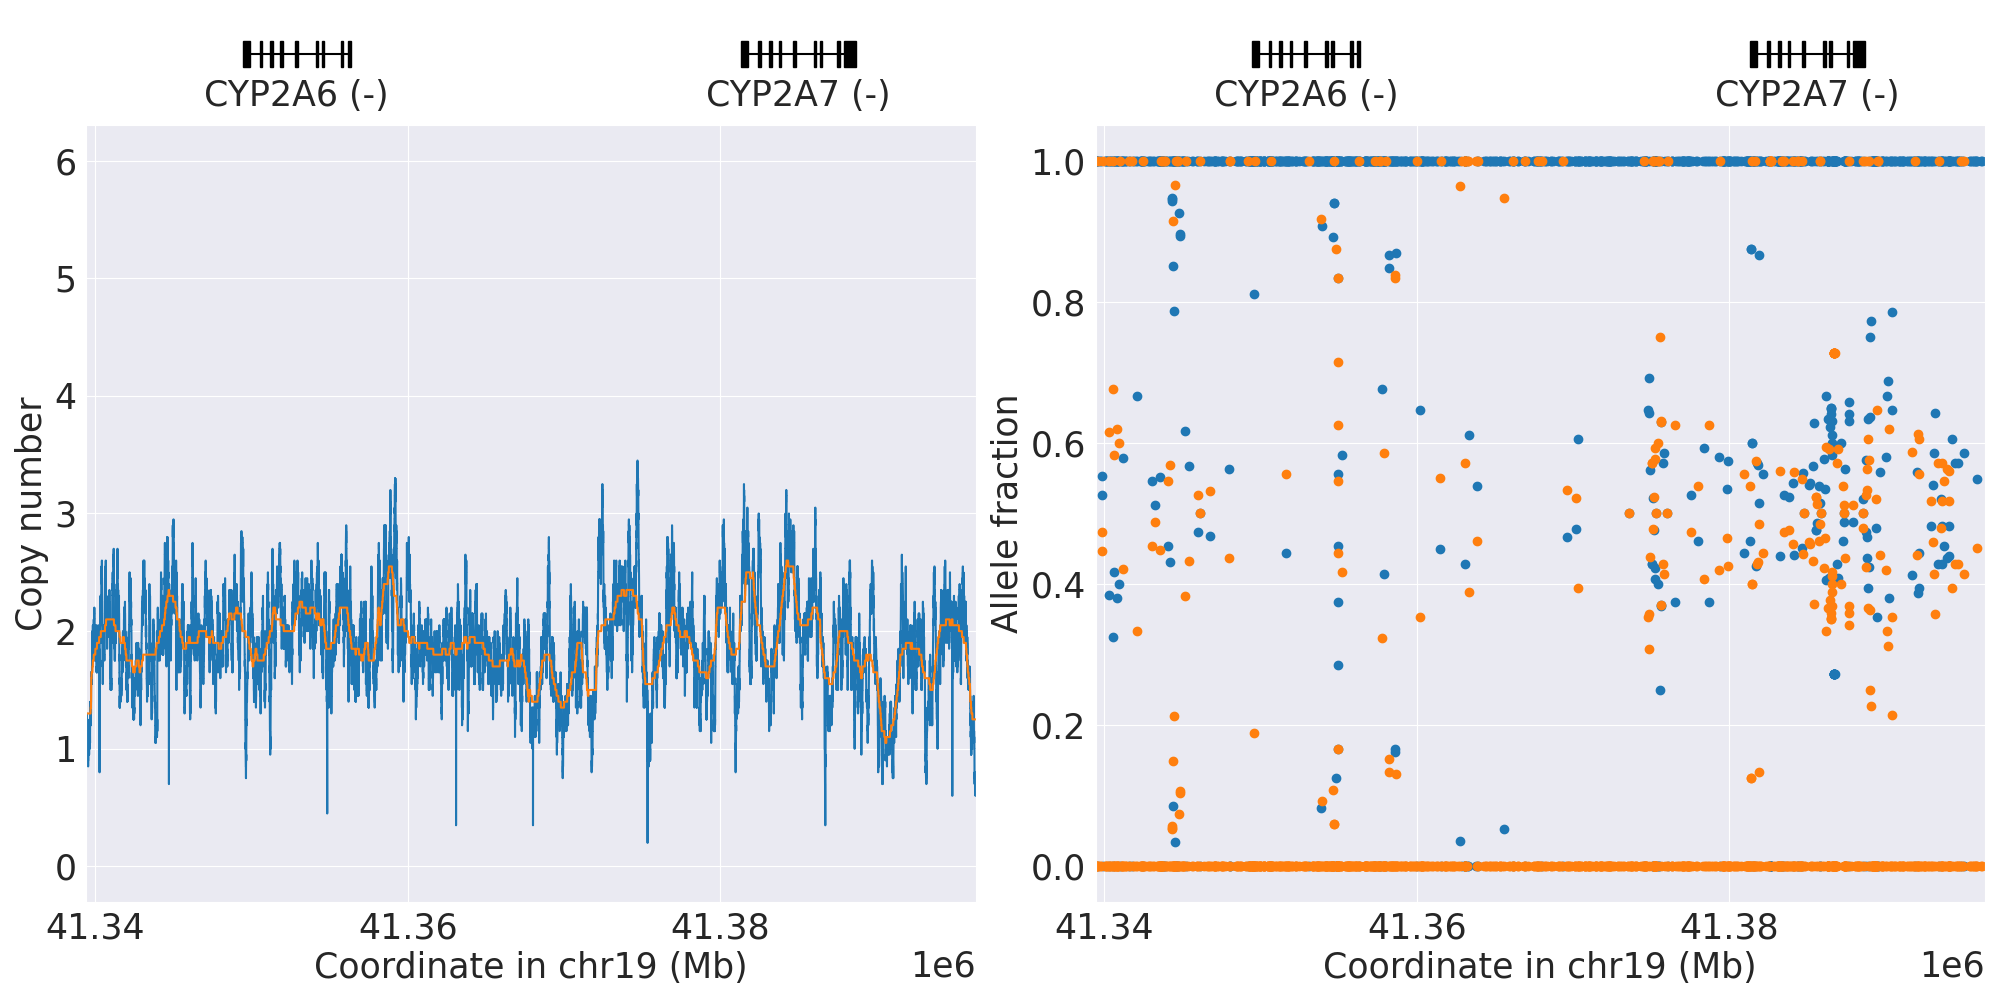 CYP2A6 (-)
CYP2A7 (-)
CYP2A6 (-)
CYP2A7 (-)
6
5
4
3
2
1
0
Copy number
41.34
41.36
41.38
Coordinate in chr19 (Mb)
1e6
1.0
0.8
0.6
0.4
0.2
0.0
Allele fraction
41.34
41.36
41.38
Coordinate in chr19 (Mb)
1e6